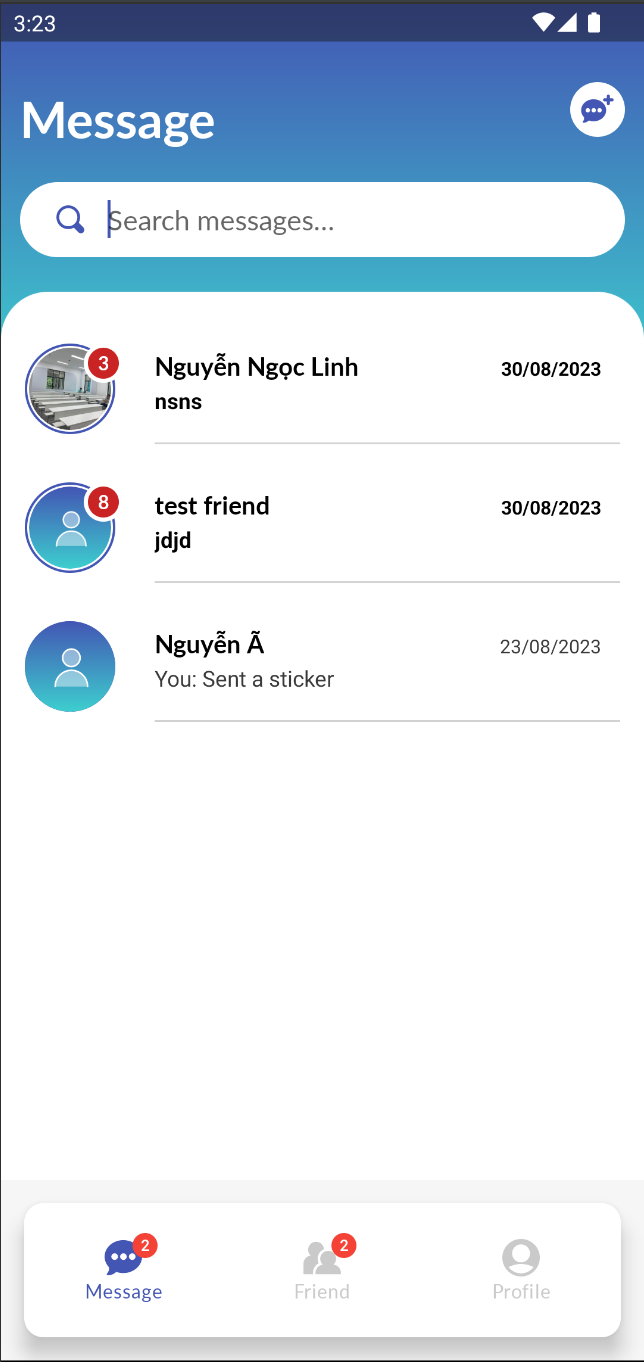 3:23
Message
Search messages...
3
Nguyễn Ngọc Linh
30/08/2023
nsns
8
test friend
30/08/2023
jdjd
Nguyễn Ã
23/08/2023
You: Sent a sticker
2
2
Message
Friend
Profile